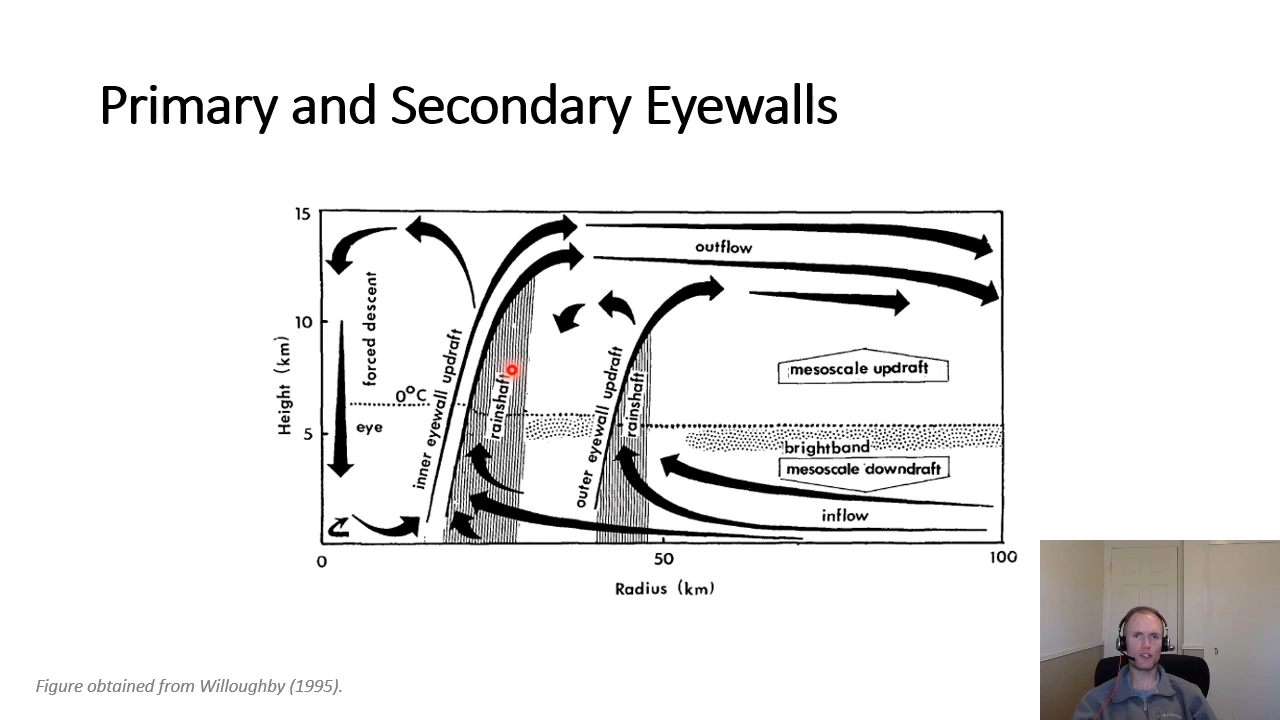 Primary and Secondary Eyewalls
15
outflow
forced descent
10
Height (km)
inner eyewall updraft
rainshaft
outer eyewall updraft
rainshaft
mesoscale updraft
0°C
eye
5
brightband
mesoscale downdraft
inflow
0
50
100
Radius (km)
Figure obtained from Willoughby (1995).